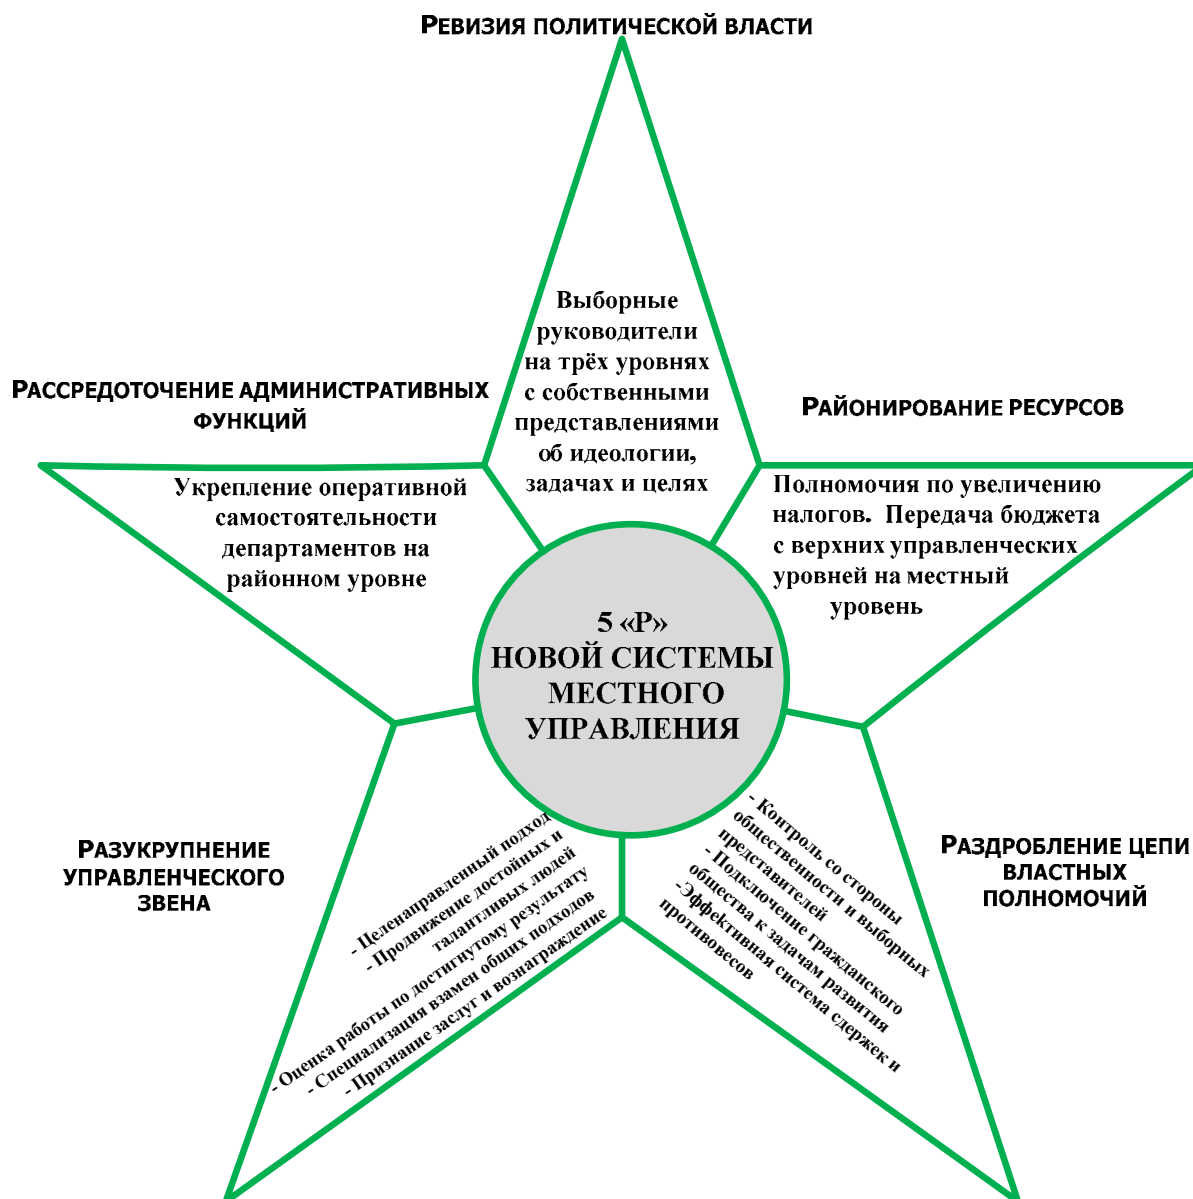 РЕВИЗИЯ ПОЛИТИЧЕСКОЙ ВЛАСТИ
Выборные
руководители
на трёх уровнях
с собственными
представлениями
об идеологии,
задачах и целях
РАССРЕДОТОЧЕНИЕ АДМИНИСТРАТИВНЫХ
ФУНКЦИЙ
Укрепление оперативной
самостоятельности
департаментов на
районном уровне
РАЙОНИРОВАНИЕ РЕСУРСОВ
Полномочия по увеличению
налогов. Передача бюджета
с верхних управленческих
уровней на местный
уровень
5 «Р»
НОВОЙ СИСТЕМЫ
МЕСТНОГО
УПРАВЛЕНИЯ
РАЗУКРУПНЕНИЕ
УПРАВЛЕНЧЕСКОГО
ЗВЕНА
- Целенаправленный подход
- Продвижение достойных и
талантливых людей
- Оценка работы по достигнутому результату
- Специализация взамен общих подходов
- Признание заслуг и вознаграждение
РАЗДРОБЛЕНИЕ ЦЕПИ
ВЛАСТНЫХ
ПОЛНОМОЧИЙ
- Контроль со стороны
общественности и выборных
представителей
- Подключение гражданского
общества к задачам развития
-Эффективная система сдержек и
противовесов